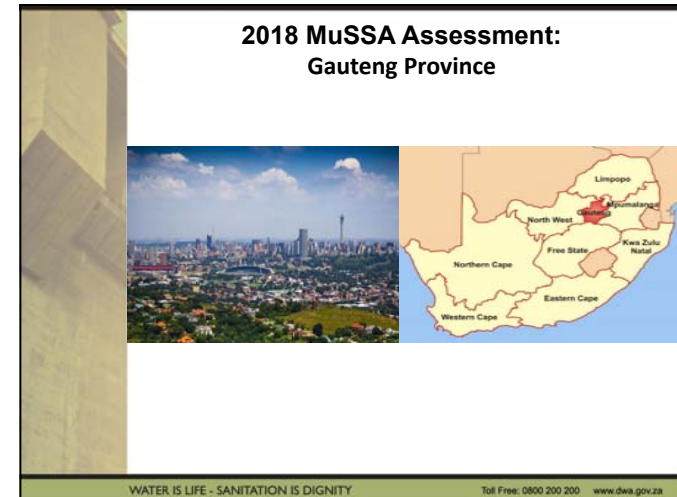 2018 MuSSA Assessment:
Gauteng Province
Limpopo
Mpumalanga
North West
Gauteng
Free State
Kwa Zulu
Natal
Northern Cape
Eastern Cape
Western Cape
WATER IS LIFE - SANITATION IS DIGNITY
Toll Free: 0800 200 200 www.dwa.gov.za